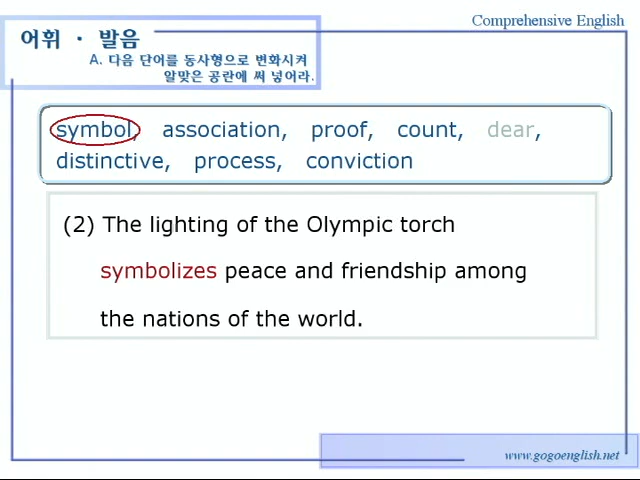 Comprehensive English
어휘 · 발음
A. 다음 단어를 동사형으로 변화시켜
알맞은 공란에 써 넣어라.
symbol, association, proof, count, dear,
distinctive, process, conviction
(2) The lighting of the Olympic torch
symbolizes peace and friendship among
the nations of the world.
www.gogoenglish.net